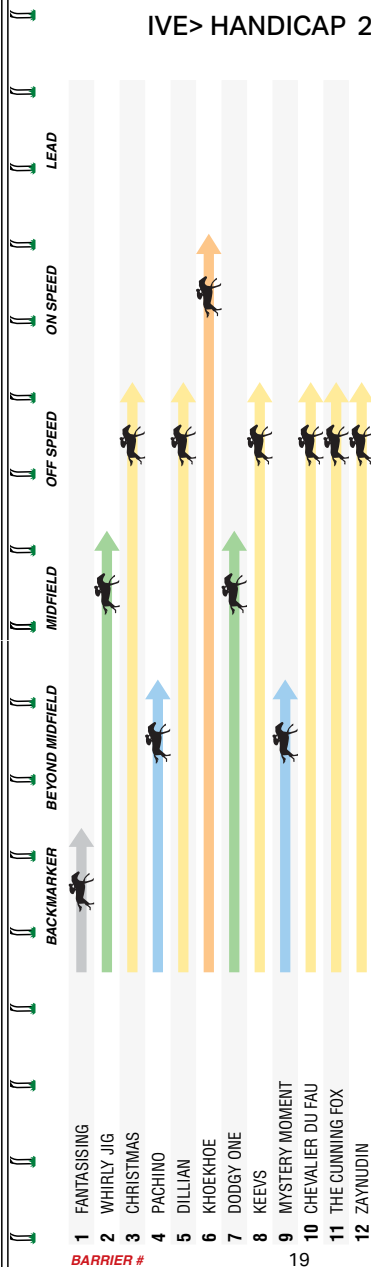 IVE> HANDICAP 2
LEAD
ON SPEED
OFF SPEED
MIDFIELD
BEYOND MIDFIELD
BACKMARKER
1 FANTASISING
2 WHIRLY JIG
3 CHRISTMAS
4 PACHINO
5 DILLIAN
6 KHOEKHOE
7 DODGY ONE
8 KEEVS
9 MYSTERY MOMENT
10 CHEVALIER DU FAU
11 THE CUNNING FOX
12 ZAYNUDIN
BARRIER #
19